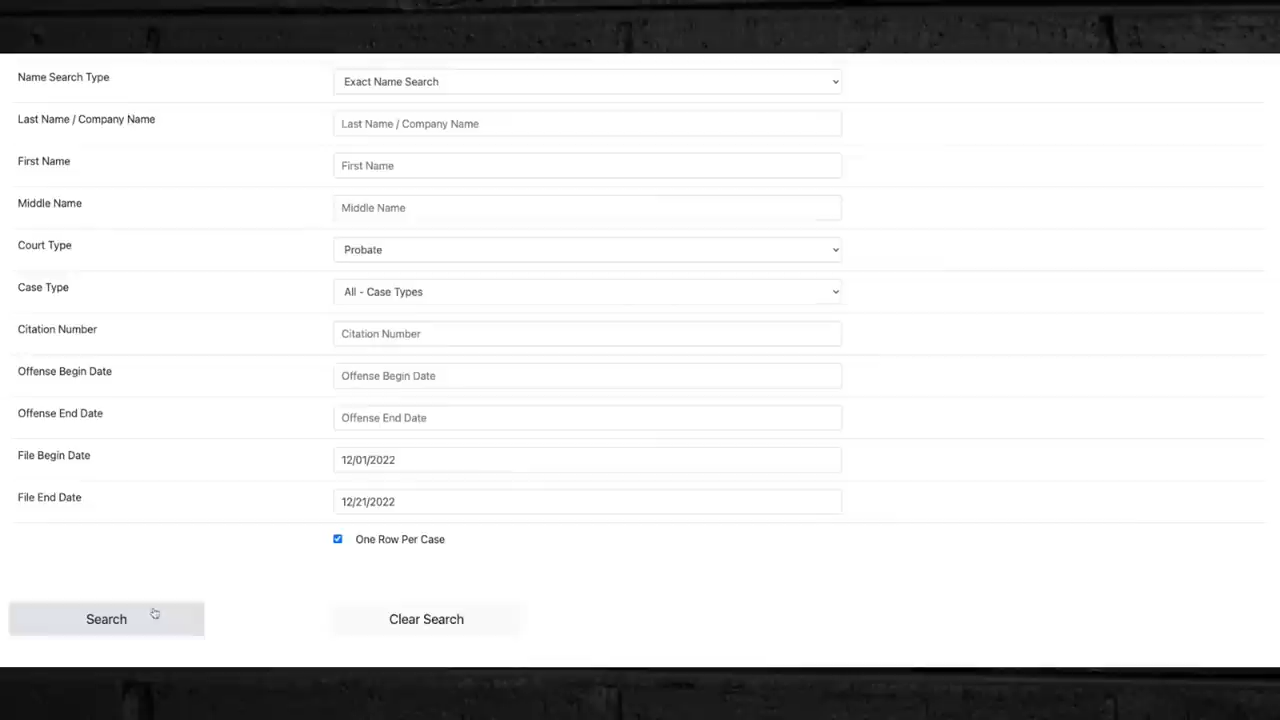 Name Search Type
Exact Name Search
Last Name / Company Name
Last Name / Company Name
First Name
First Name
Middle Name
Middle Name
Court Type
Probate
Case Type
All - Case Types
Citation Number
Citation Number
Offense Begin Date
Offense Begin Date
Offense End Date
Offense End Date
File Begin Date
12/01/2022
File End Date
12/21/2022
One Row Per Case
Search
Clear Search